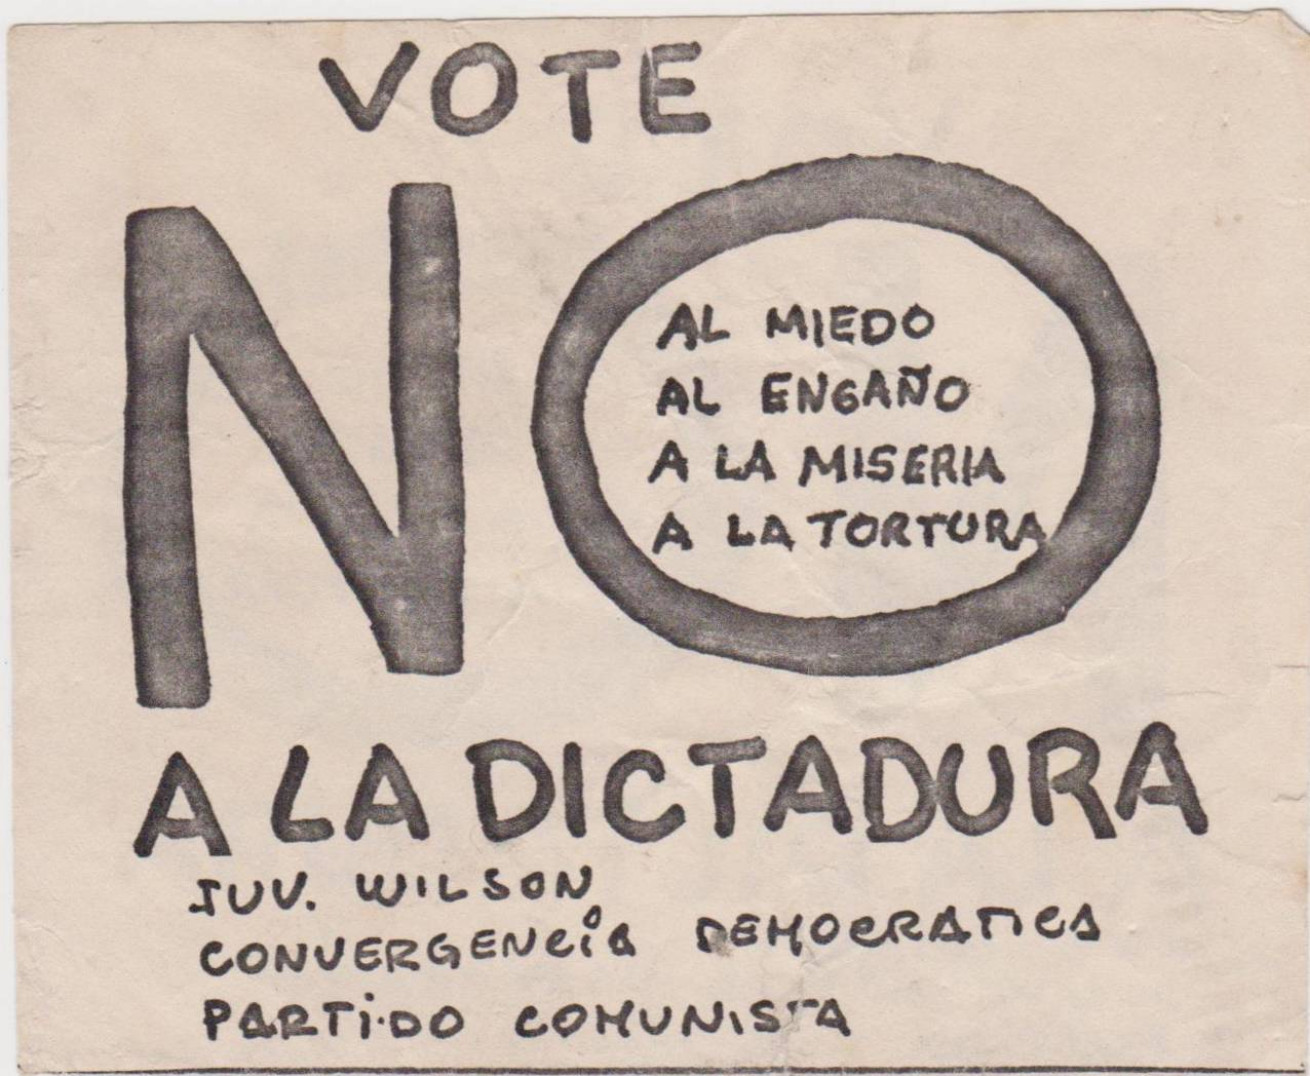 VOTE
NO
AL MIEDO
AL ENGAÑO
A LA MISERIA
A LA TORTURA
A LA DICTADURA
JUV. WILSON
CONVERGENCIA DEMOCRATICA
PARTIDO COMUNISTA